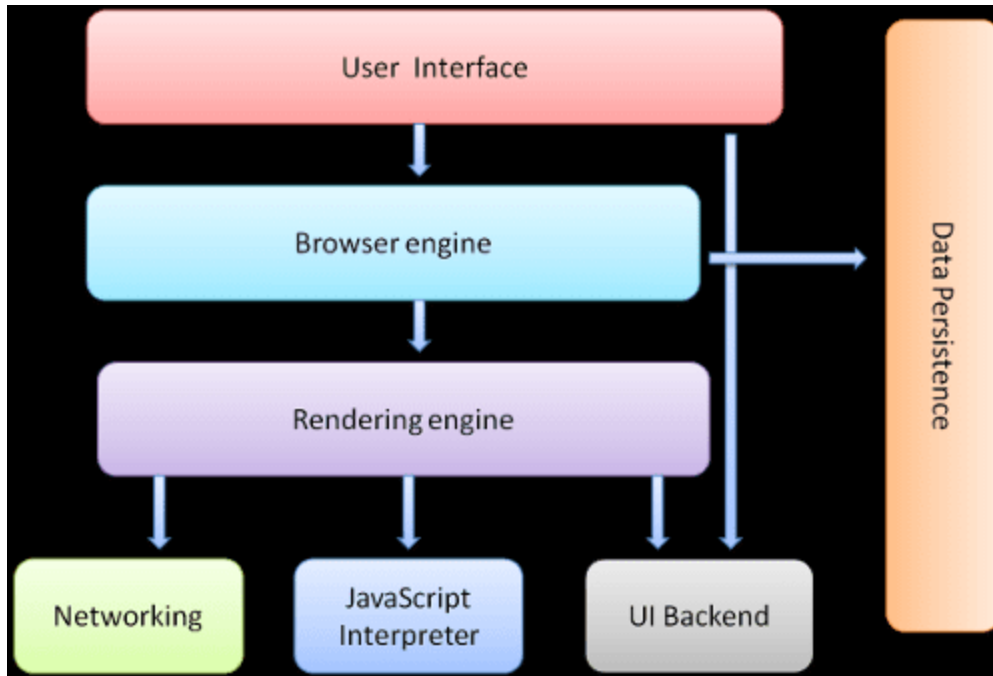 User Interface
Browser engine
Data Persistence
Rendering engine
Networking
JavaScript
Interpreter
UI Backend